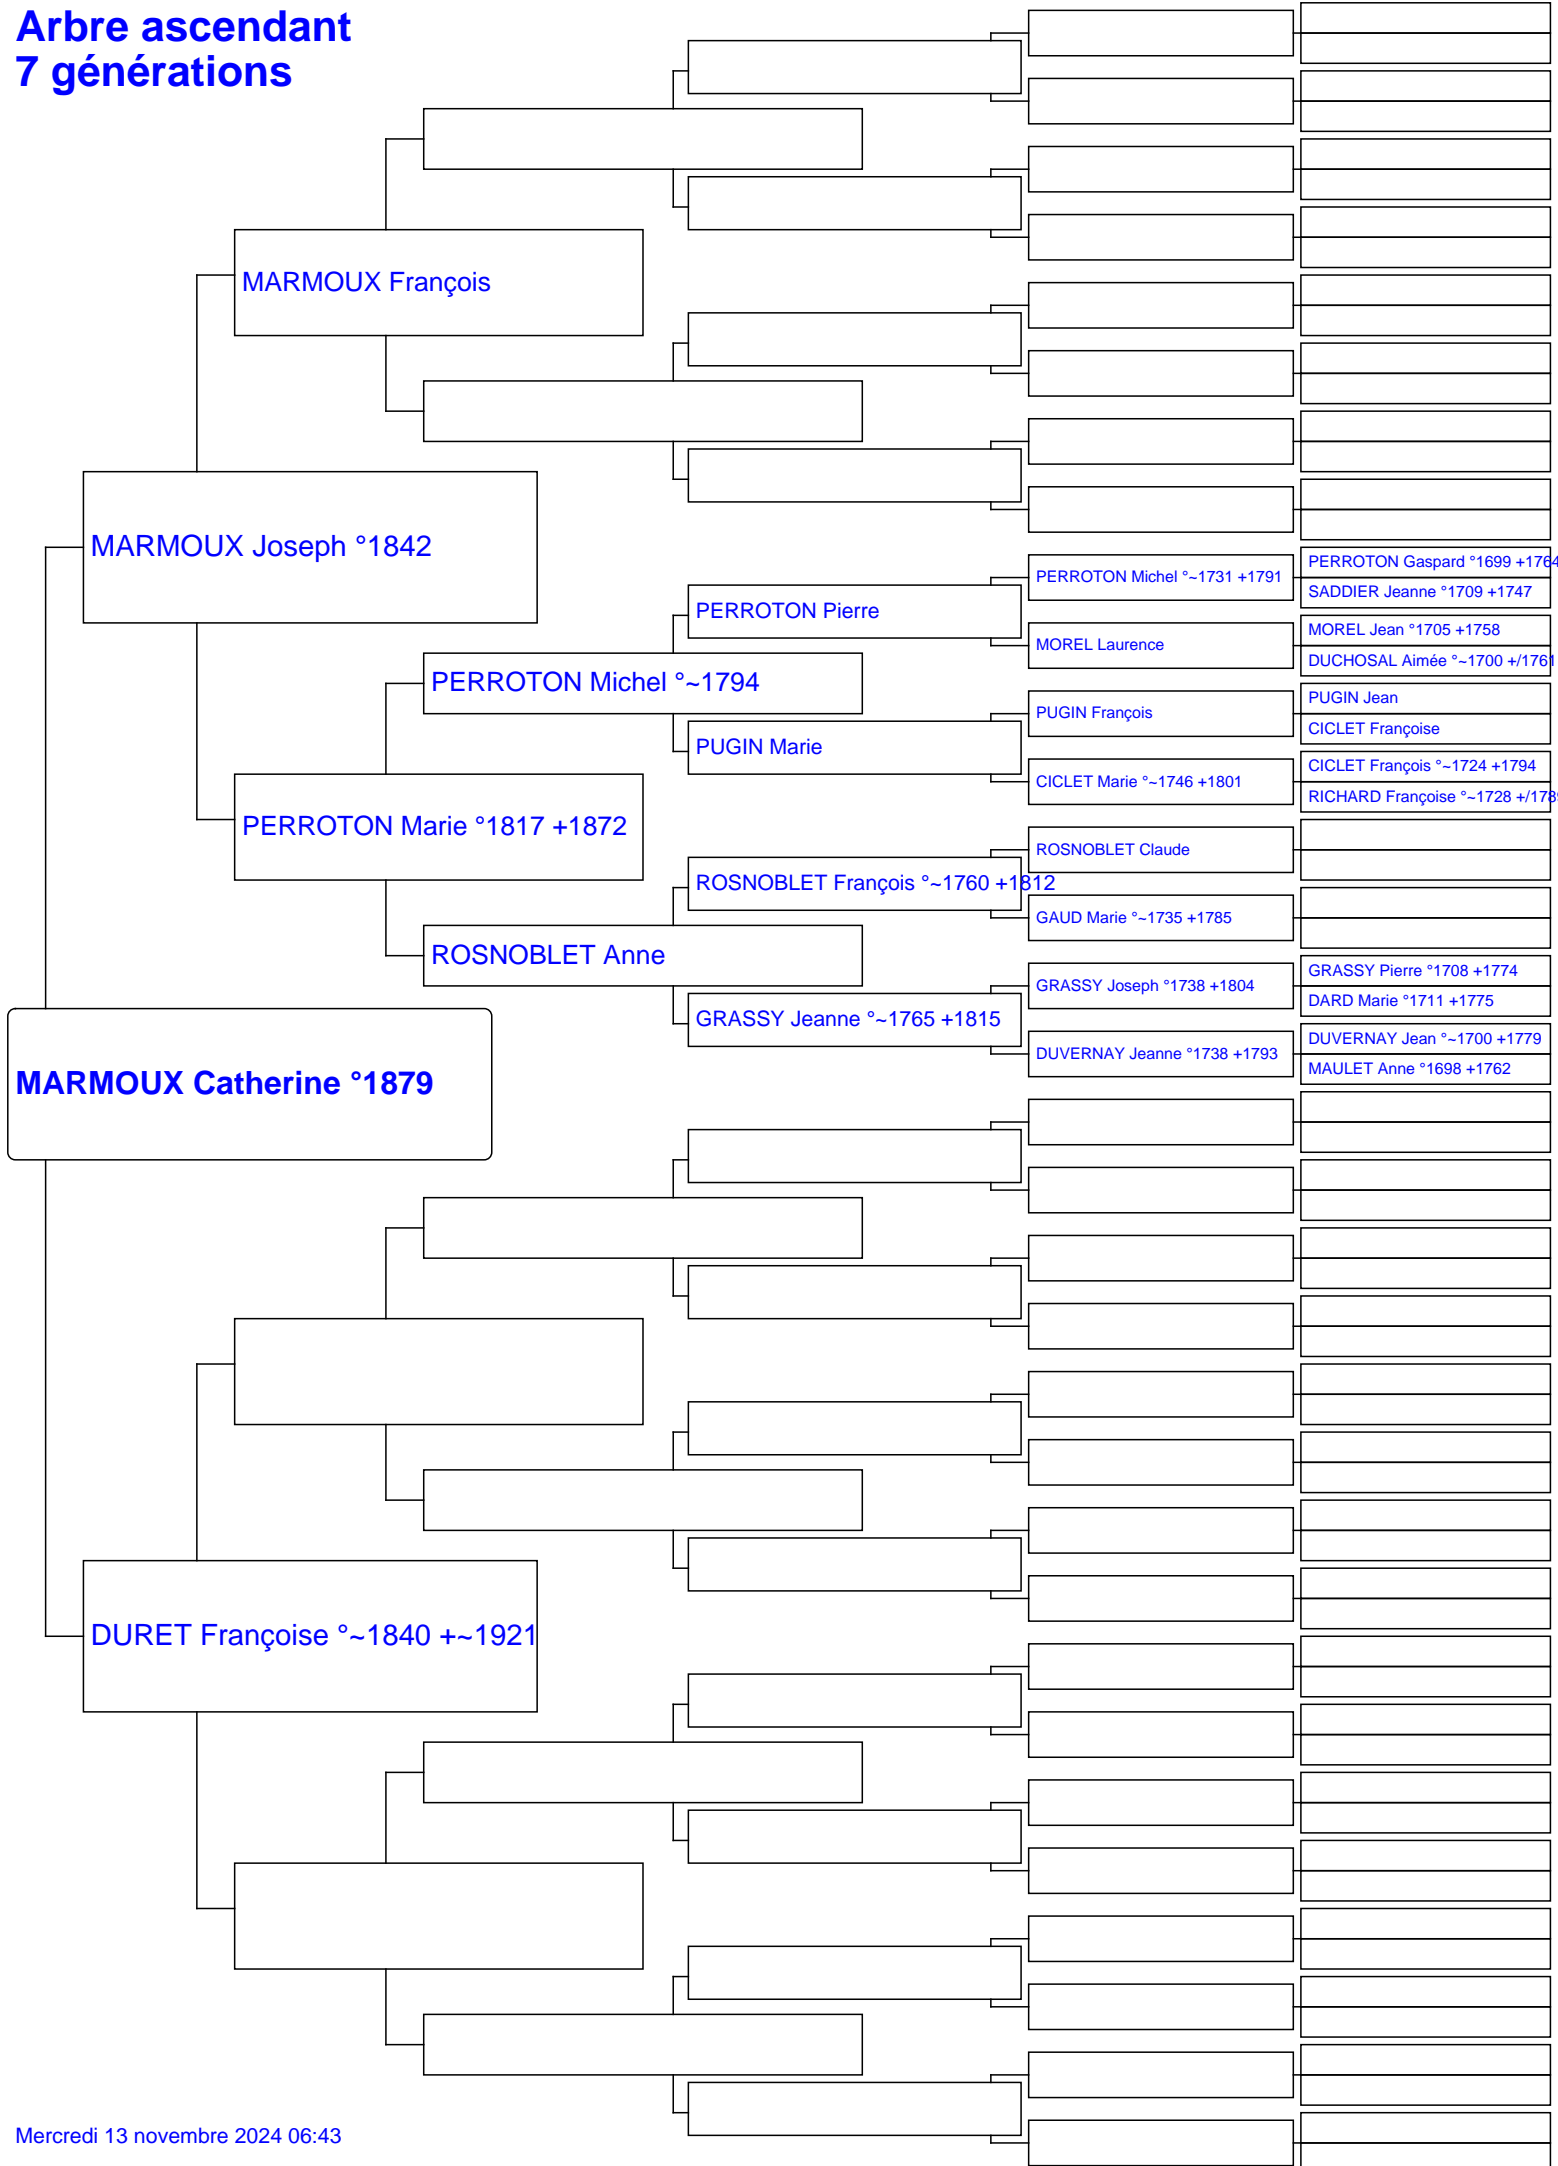 Arbre ascendant
7 générations
MARMOUX François
MARMOUX Joseph °1842
PERROTON Gaspard °1699 +1764
PERROTON Michel °~1731 +1791
SADDIER Jeanne °1709 +1747
PERROTON Pierre
MOREL Jean °1705 +1758
MOREL Laurence
DUCHOSAL Aimée °~1700 +/1761
PERROTON Michel °~1794
PUGIN Jean
PUGIN François
CICLET Françoise
PUGIN Marie
CICLET François °~1724 +1794
CICLET Marie °~1746 +1801
RICHARD Françoise °~1728 +/178
PERROTON Marie °1817 +1872
ROSNOBLET Claude
ROSNOBLET François °~1760 +1812
GAUD Marie °~1735 +1785
ROSNOBLET Anne
GRASSY Pierre °1708 +1774
GRASSY Joseph °1738 +1804
DARD Marie °1711 +1775
GRASSY Jeanne °~1765 +1815
DUVERNAY Jean °~1700 +1779
DUVERNAY Jeanne °1738 +1793
MAULET Anne °1698 +1762
MARMOUX Catherine °1879
DURET Françoise °~1840 +~1921
Mercredi 13 novembre 2024 06:43